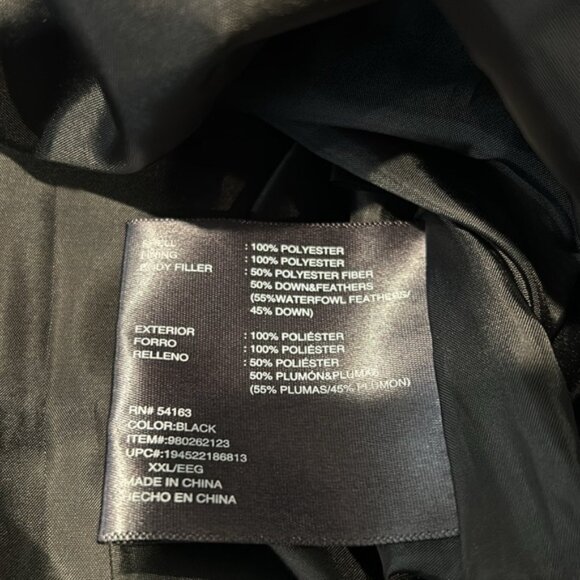 SHELL : 100% POLYESTER
LINING : 100% POLYESTER
BODY FILLER : 50% POLYESTER FIBER
50% DOWN&FEATHERS
(55%WATERFOWL FEATHERS/
45% DOWN)
EXTERIOR : 100% POLIÉSTER
FORRO : 100% POLIÉSTER
RELLENO : 50% POLIÉSTER
50% PLUMÓN&PLUMAS
(55% PLUMAS/45% PLUMON)
RN# 54163
COLOR:BLACK
ITEM#:980262123
UPC#:194522186813
XXL/EEG
MADE IN CHINA
HECHO EN CHINA